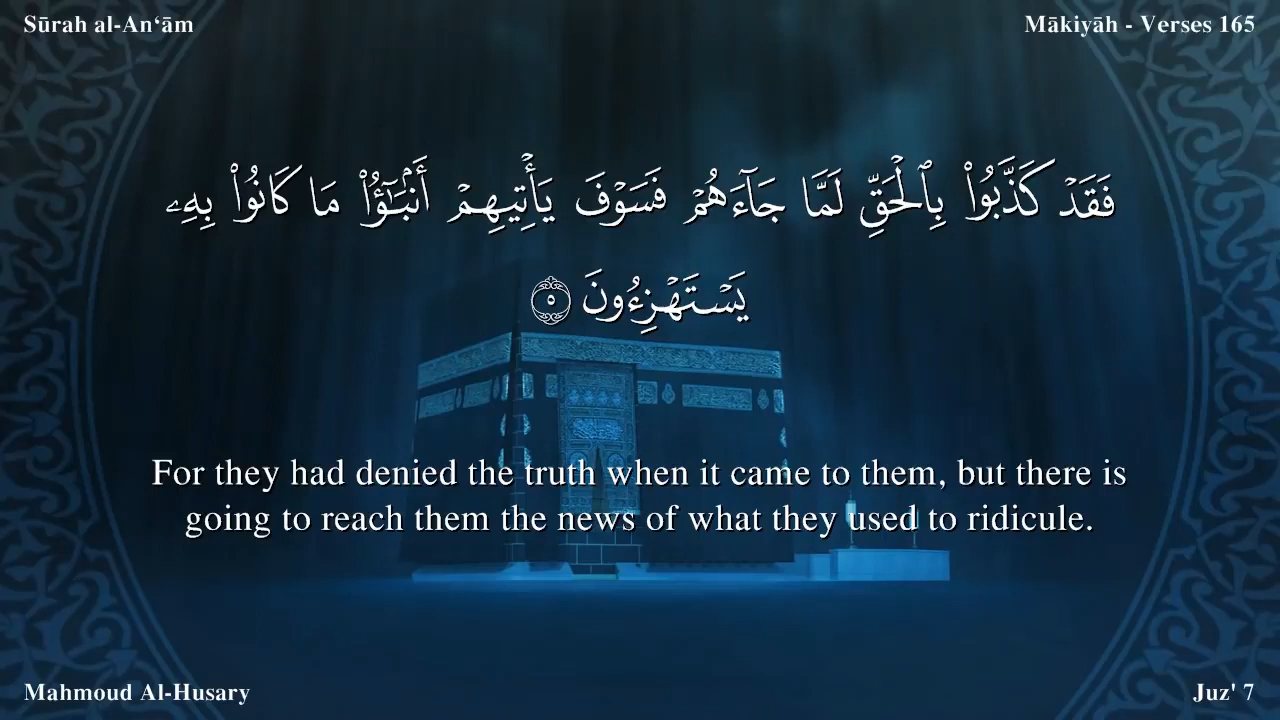 Sūrah al-An‘ām
Mākiyāh - Verses 165
فَقَدْ كَذَّبُوا۟ بِٱلْحَقِّ لَمَّا جَآءَهُمْ فَسَوْفَ يَأْتِيهِمْ أَنۢبَـٰٓؤُا۟ مَا كَانُوا۟ بِهِۦ
يَسْتَهْزِءُونَ ٥
For they had denied the truth when it came to them, but there is
going to reach them the news of what they used to ridicule.
Mahmoud Al-Husary
Juz' 7